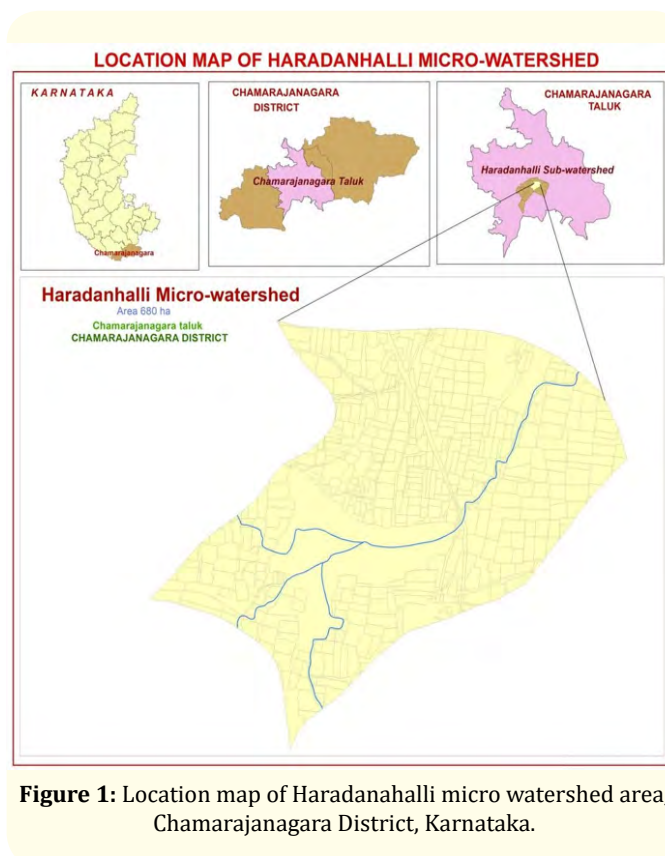 LOCATION MAP OF HARADANHALLI MICRO-WATERSHED
KARNATAKA
Chamarajanagara
CHAMARAJANAGARA
DISTRICT
Chamarajanagara Taluk
CHAMARAJANAGARA
TALUK
Haradanhalli Sub-watershed
Haradanhalli Micro-watershed
Area 680 ha
Chamarajanagara taluk
CHAMARAJANAGARA DISTRICT
Figure 1: Location map of Haradanahalli micro watershed area,
Chamarajanagara District, Karnataka.